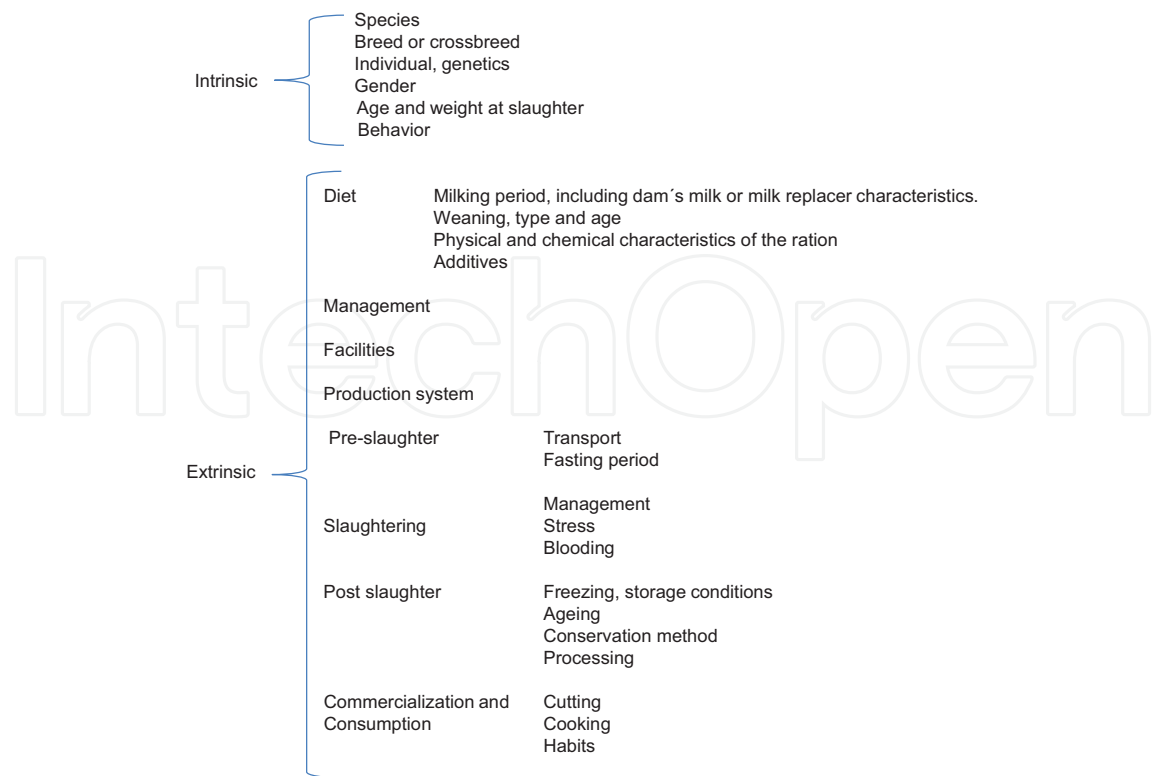 Species
Breed or crossbreed
Individual, genetics
Intrinsic
Gender
Age and weight at slaughter
Behavior
Diet Milking period, including dam´s milk or milk replacer characteristics.
Weaning, type and age
Physical and chemical characteristics of the ration
Additives
IntechOpen
Management
Facilities
Production system
Pre-slaughter Transport
Fasting period
Extrinsic
Management
Slaughtering Stress
Blooding
Post slaughter Freezing, storage conditions
Ageing
Conservation method
Processing
Commercialization and Cutting
Consumption Cooking
Habits